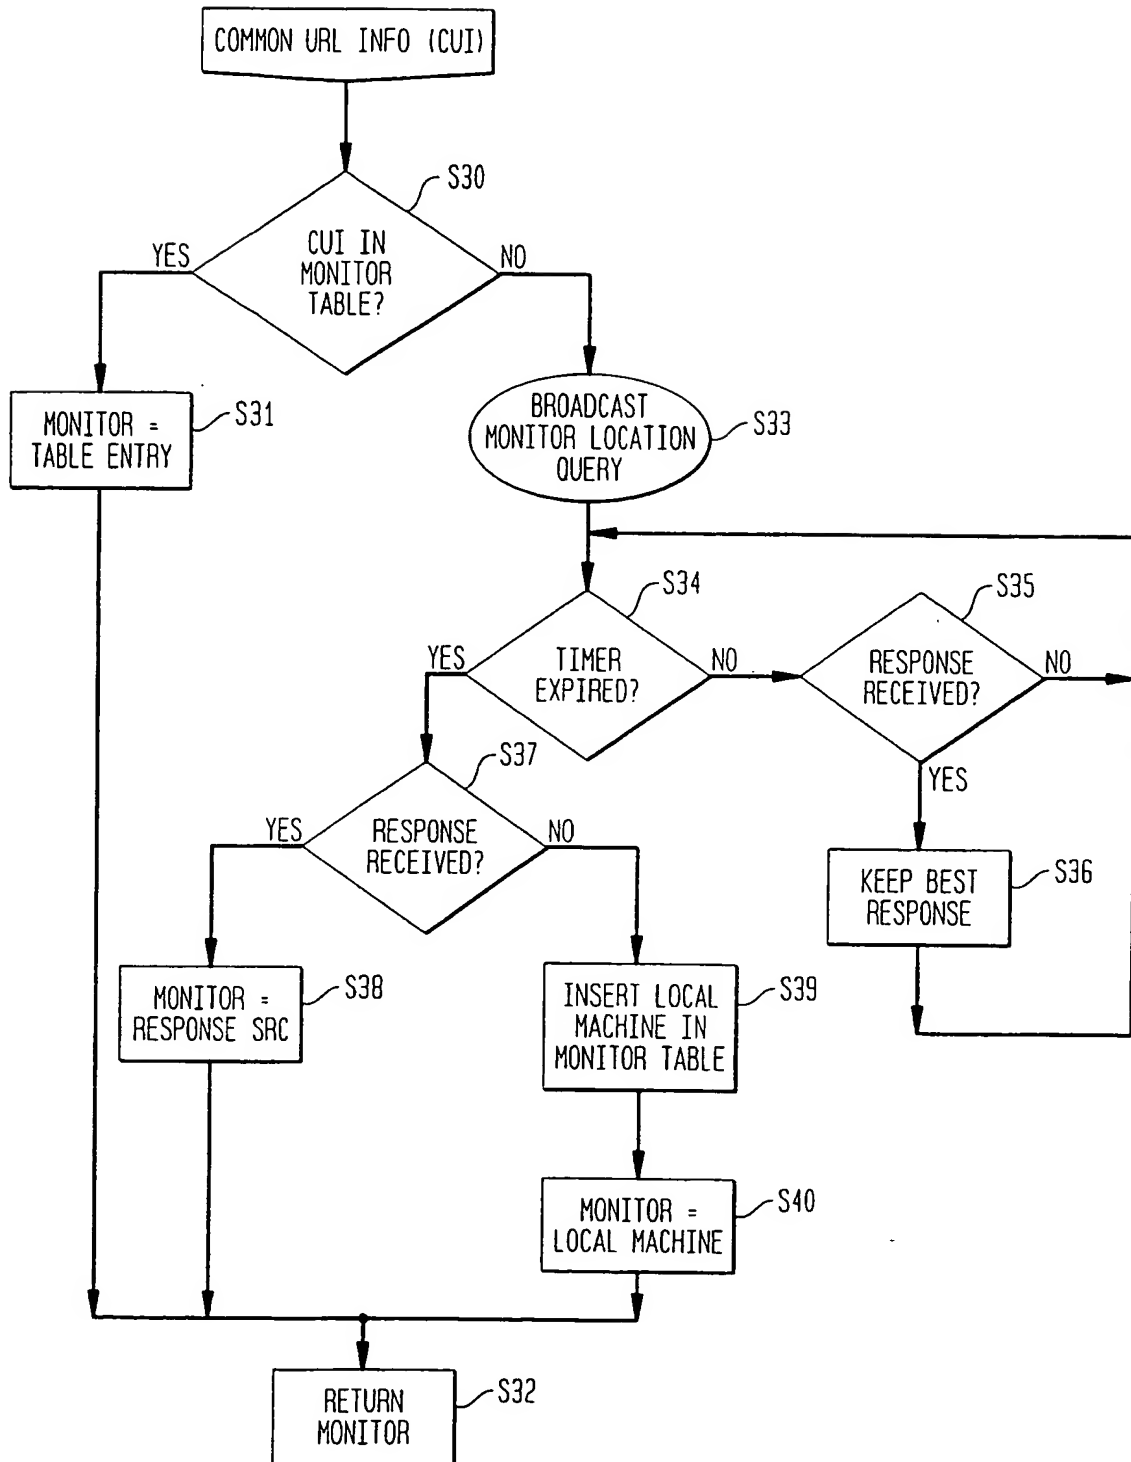 COMMON URL INFO (CUI)
S30
CUI IN
MONITOR
TABLE?
YES
NO
MONITOR =
TABLE ENTRY
S31
BROADCAST
MONITOR LOCATION
QUERY
S33
S34
TIMER
EXPIRED?
YES
NO
S35
RESPONSE
RECEIVED?
NO
YES
S37
RESPONSE
RECEIVED?
YES
NO
KEEP BEST
RESPONSE
S36
MONITOR =
RESPONSE SRC
S38
INSERT LOCAL
MACHINE IN
MONITOR TABLE
S39
MONITOR =
LOCAL MACHINE
S40
RETURN
MONITOR
S32